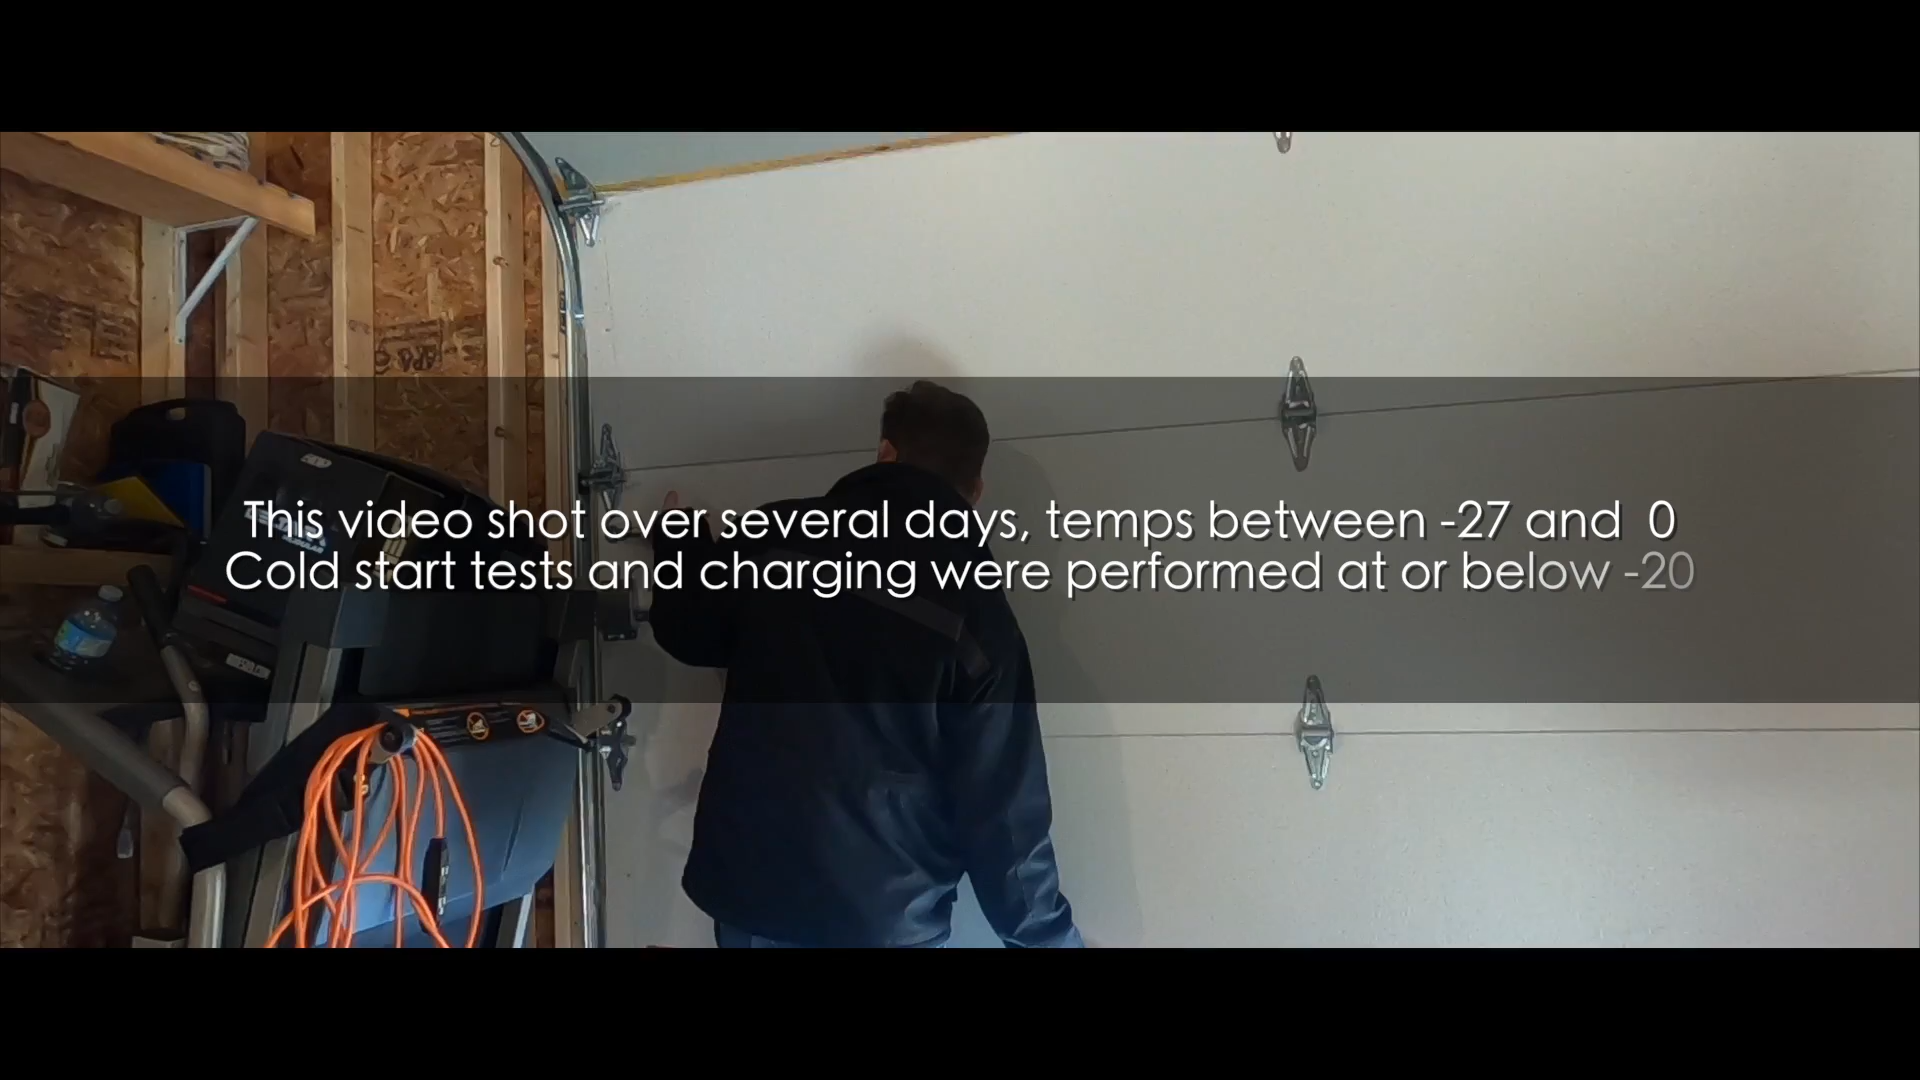 This video shot over several days, temps between -27 and 0
Cold start tests and charging were performed at or below -20